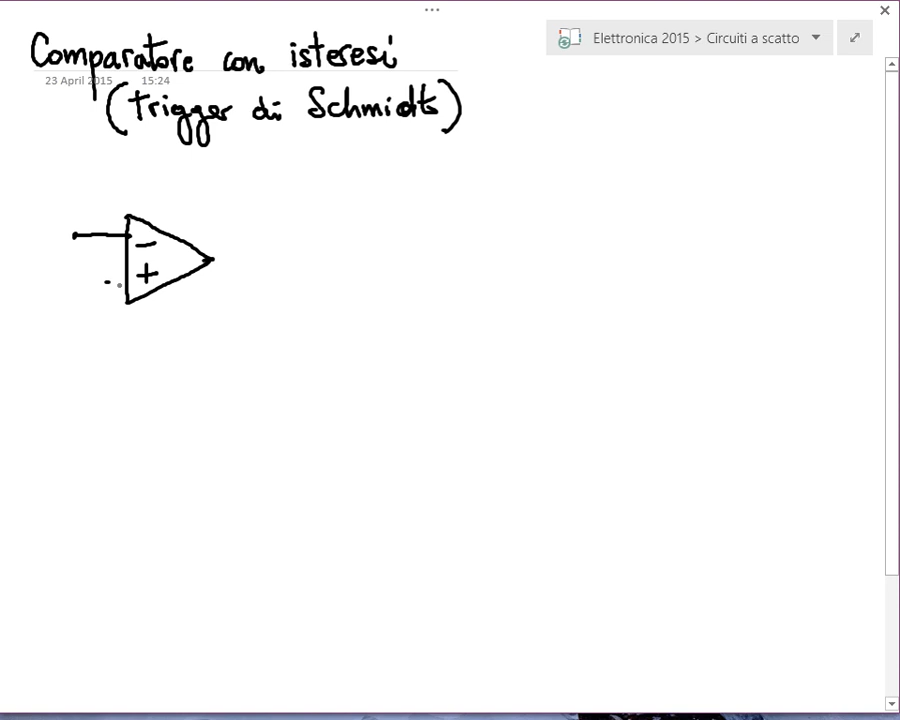 Comparatore con isteresi
Elettronica 2015 > Circuiti a scatto
23 April 2015 15:24
(trigger di Schmidt)
−
+